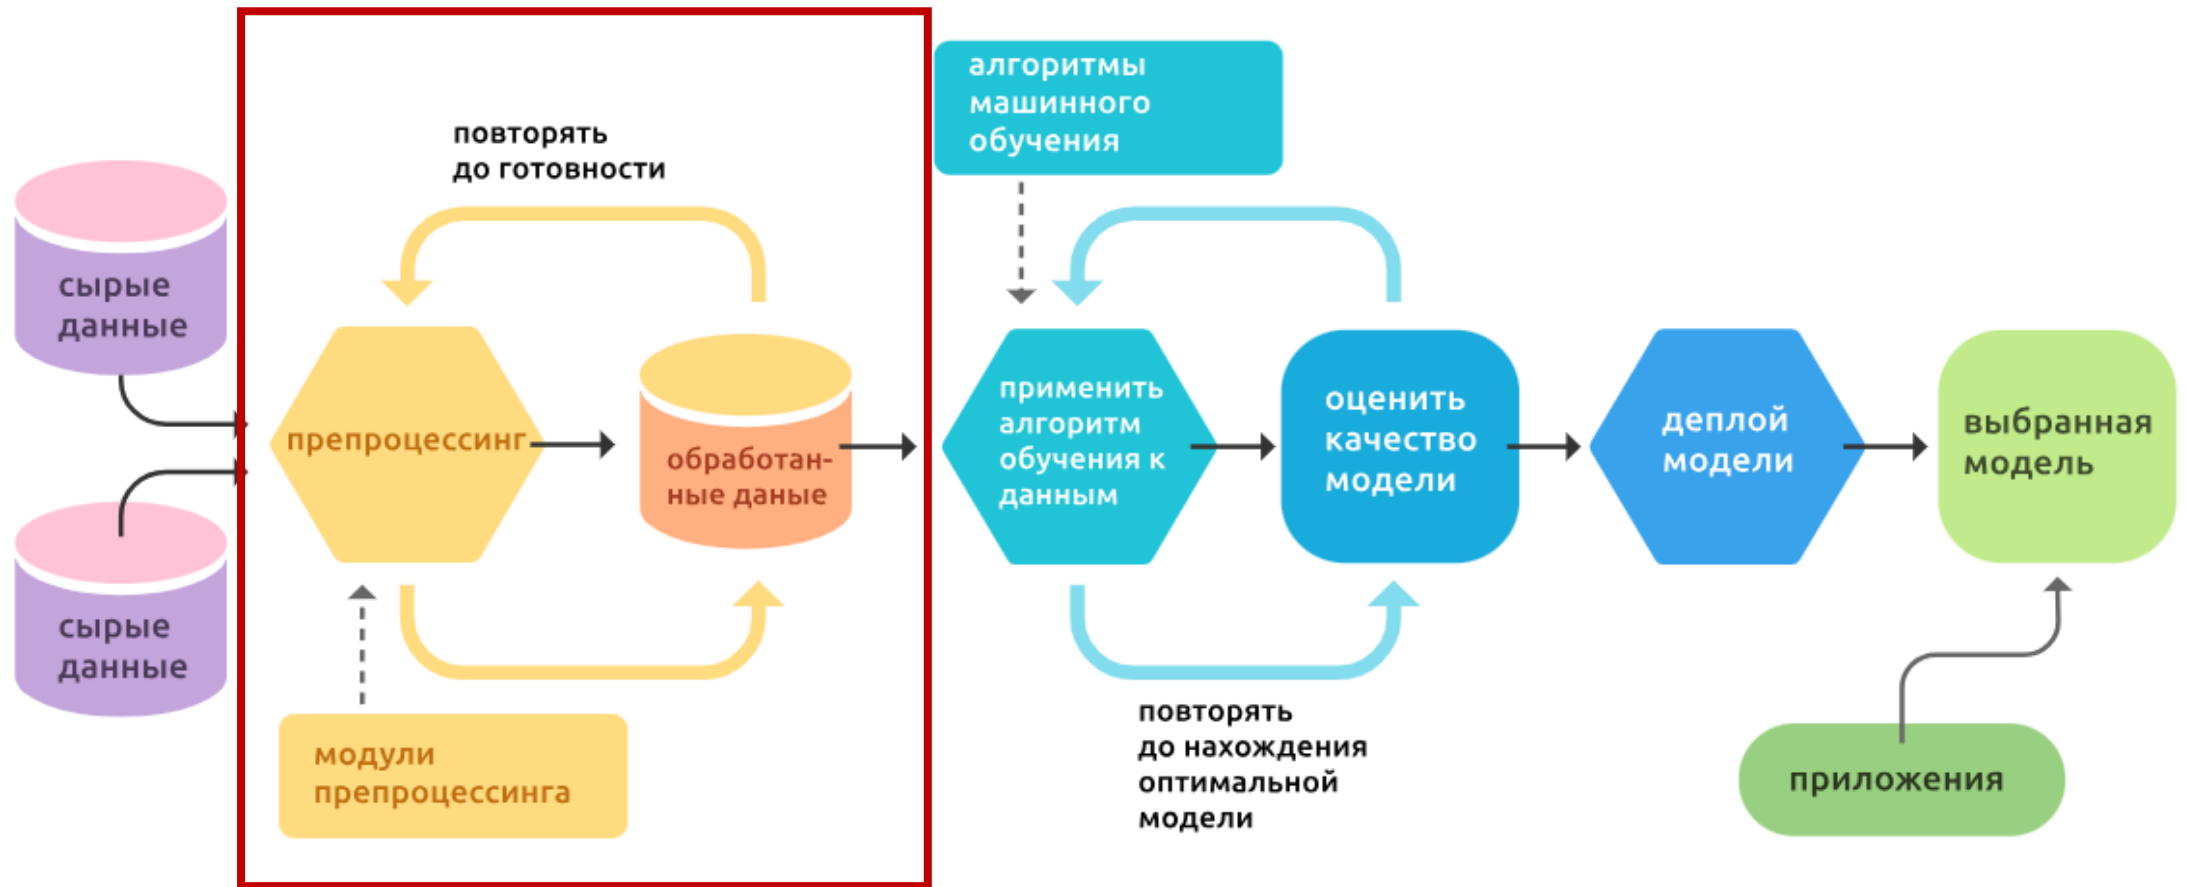 сырые
данные
сырые
данные
повторять
до готовности
препроцессинг
обработан-
ные даные
модули
препроцессинга
алгоритмы
машинного
обучения
применить
алгоритм
обучения к
данным
оценить
качество
модели
повторять
до нахождения
оптимальной
модели
деплой
модели
выбранная
модель
приложения